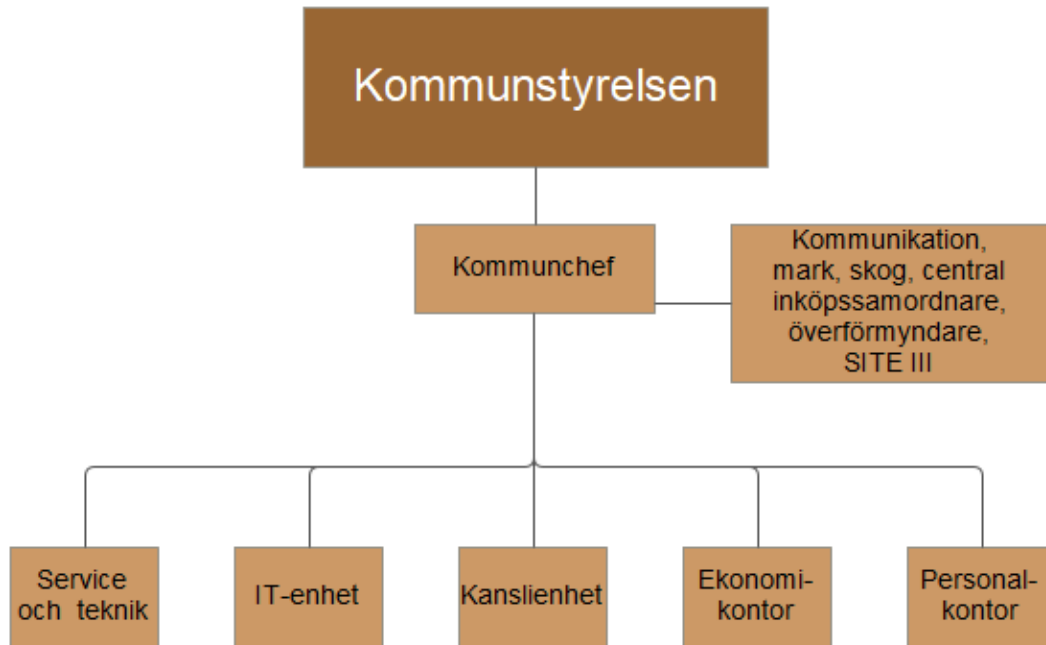 Kommunstyrelsen
Kommunchef
Kommunikation,
mark, skog, central
inköpssamordnare,
överförmyndare,
SITE III
Service
och teknik
IT-enhet
Kanslienhet
Ekonomi-
kontor
Personal-
kontor